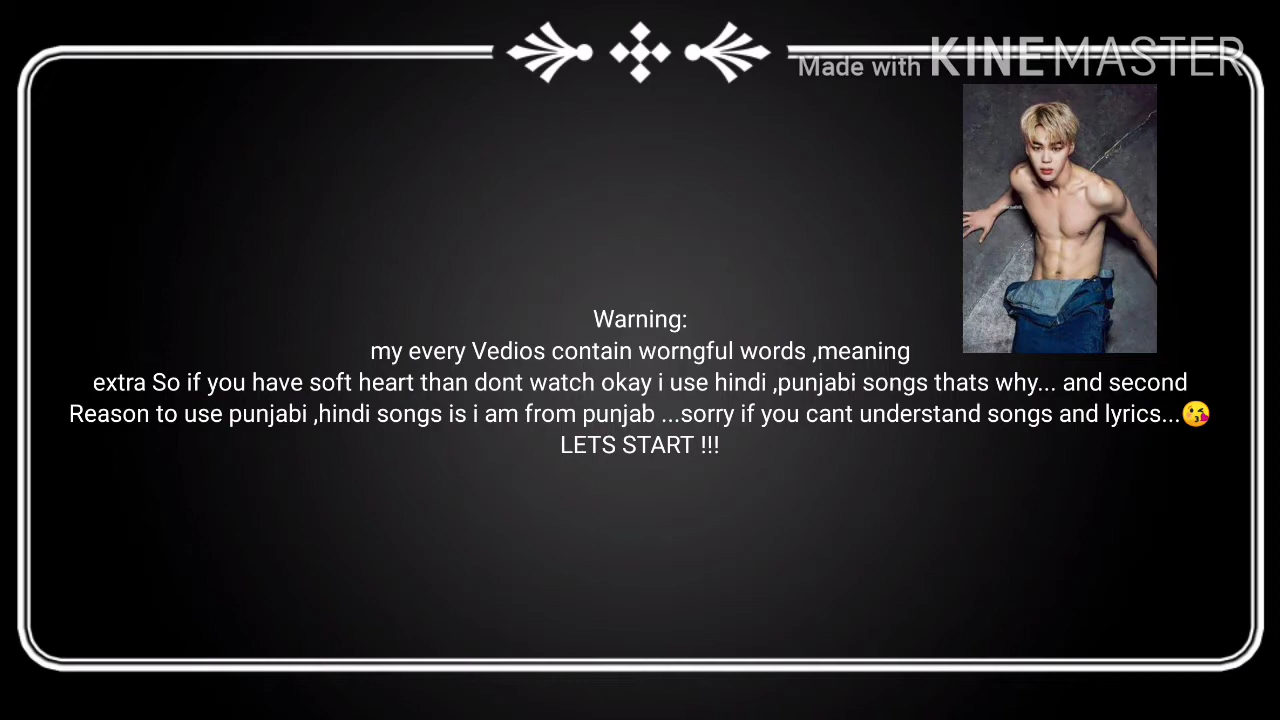 Made with KINEMASTER
Warning:
my every Vedios contain worngful words ,meaning
extra So if you have soft heart than dont watch okay i use hindi ,punjabi songs thats why... and second
Reason to use punjabi ,hindi songs is i am from punjab ...sorry if you cant understand songs and lyrics...😘
LETS START !!!